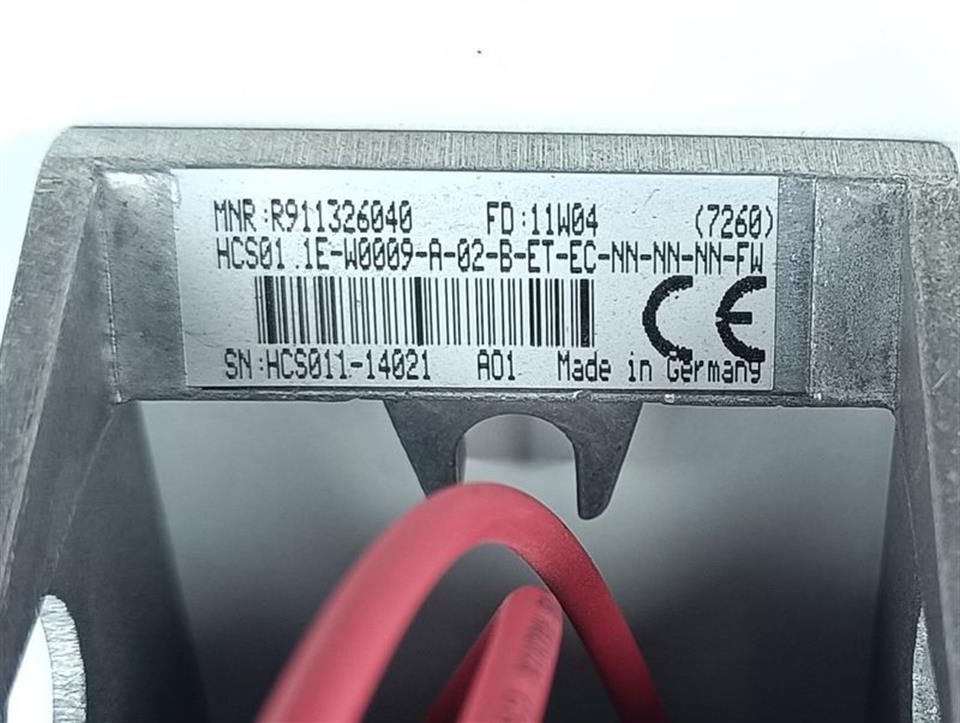 MNR:R911326040 FD:11W04 (7260)
HCS01.1E-W0009-A-02-B-ET-EC-NN-NN-NN-FW
CE
SN:HCS011-14021 A01 Made in Germany